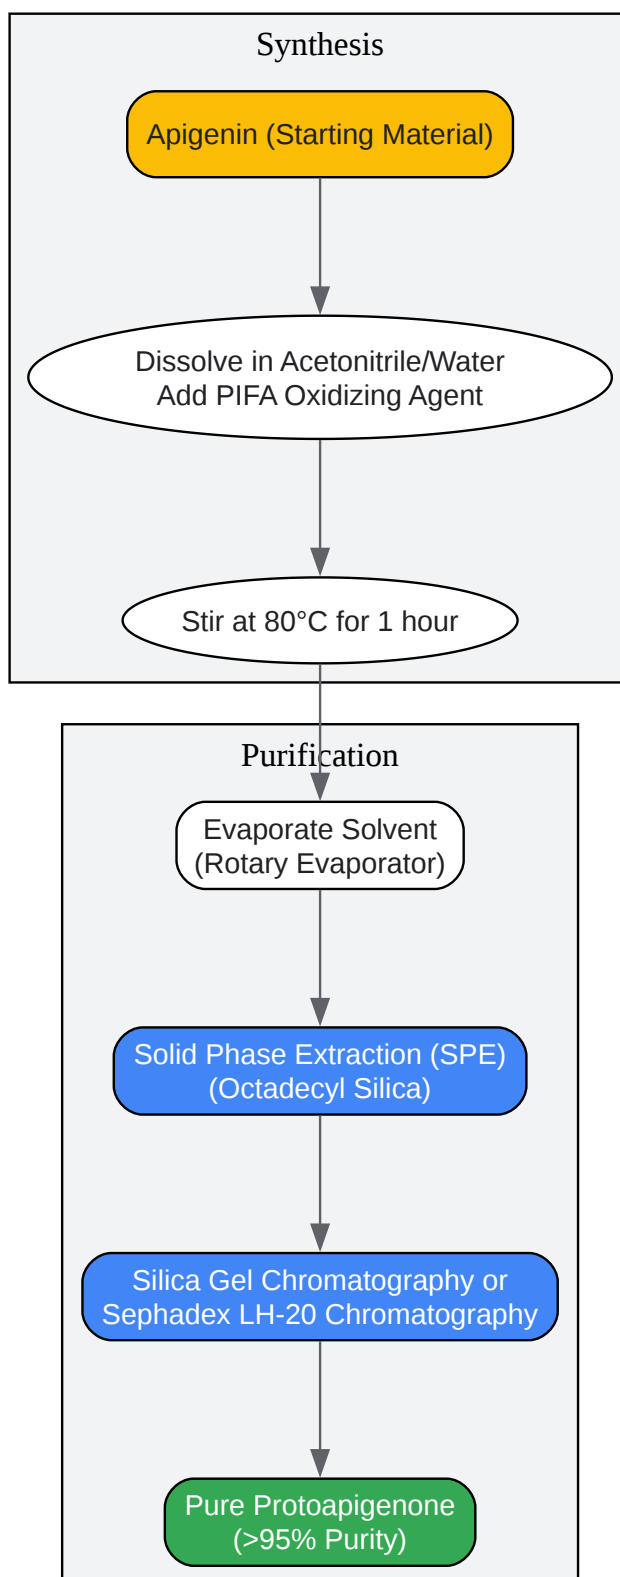 Synthesis
Apigenin (Starting Material)
Dissolve in Acetonitrile/Water
Add PIFA Oxidizing Agent
Stir at 80°C for 1 hour
Purification
Evaporate Solvent
(Rotary Evaporator)
Solid Phase Extraction (SPE)
(Octadecyl Silica)
Silica Gel Chromatography or
Sephadex LH-20 Chromatography
Pure Protoapigenone
(>95% Purity)